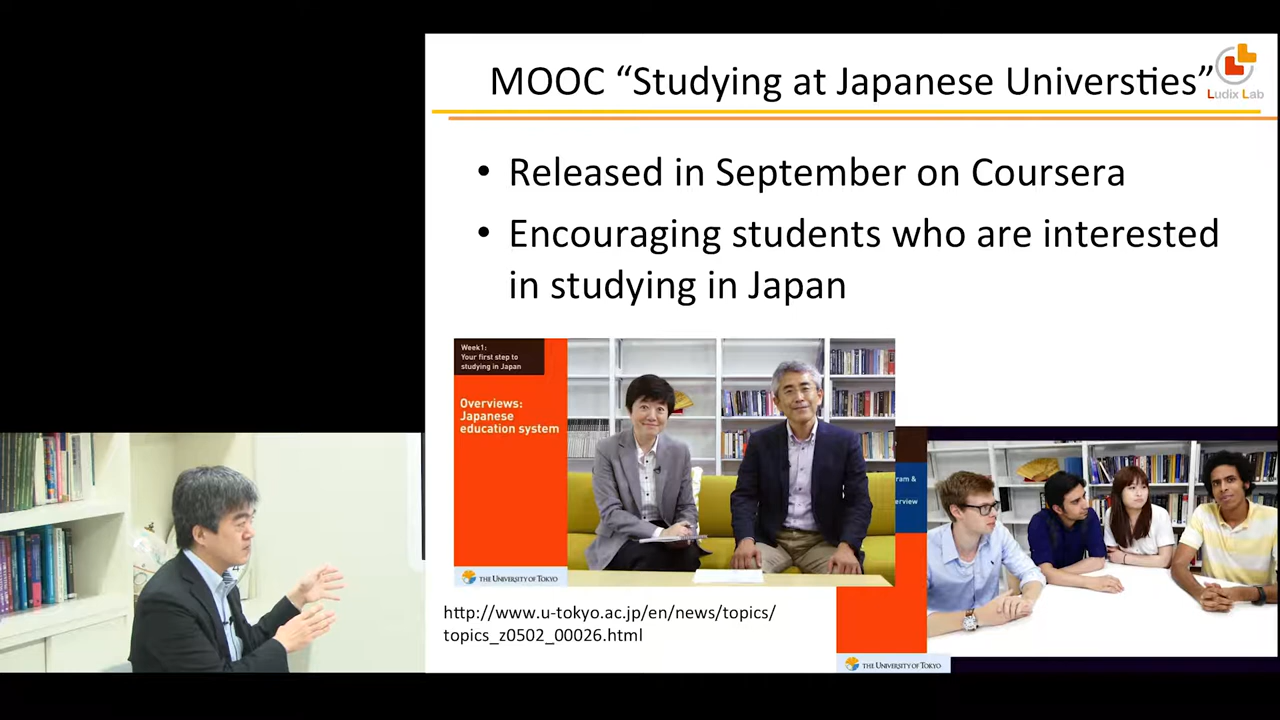 MOOC “Studying at Japanese Universties”
Ludix Lab
• Released in September on Coursera
• Encouraging students who are interested
in studying in Japan
Week1:
Your first step to
studying in Japan
Overviews:
Japanese
education system
THE UNIVERSITY OF TOKYO
http://www.u-tokyo.ac.jp/en/news/topics/
topics_z0502_00026.html
ram &
erview
THE UNIVERSITY OF TOKYO